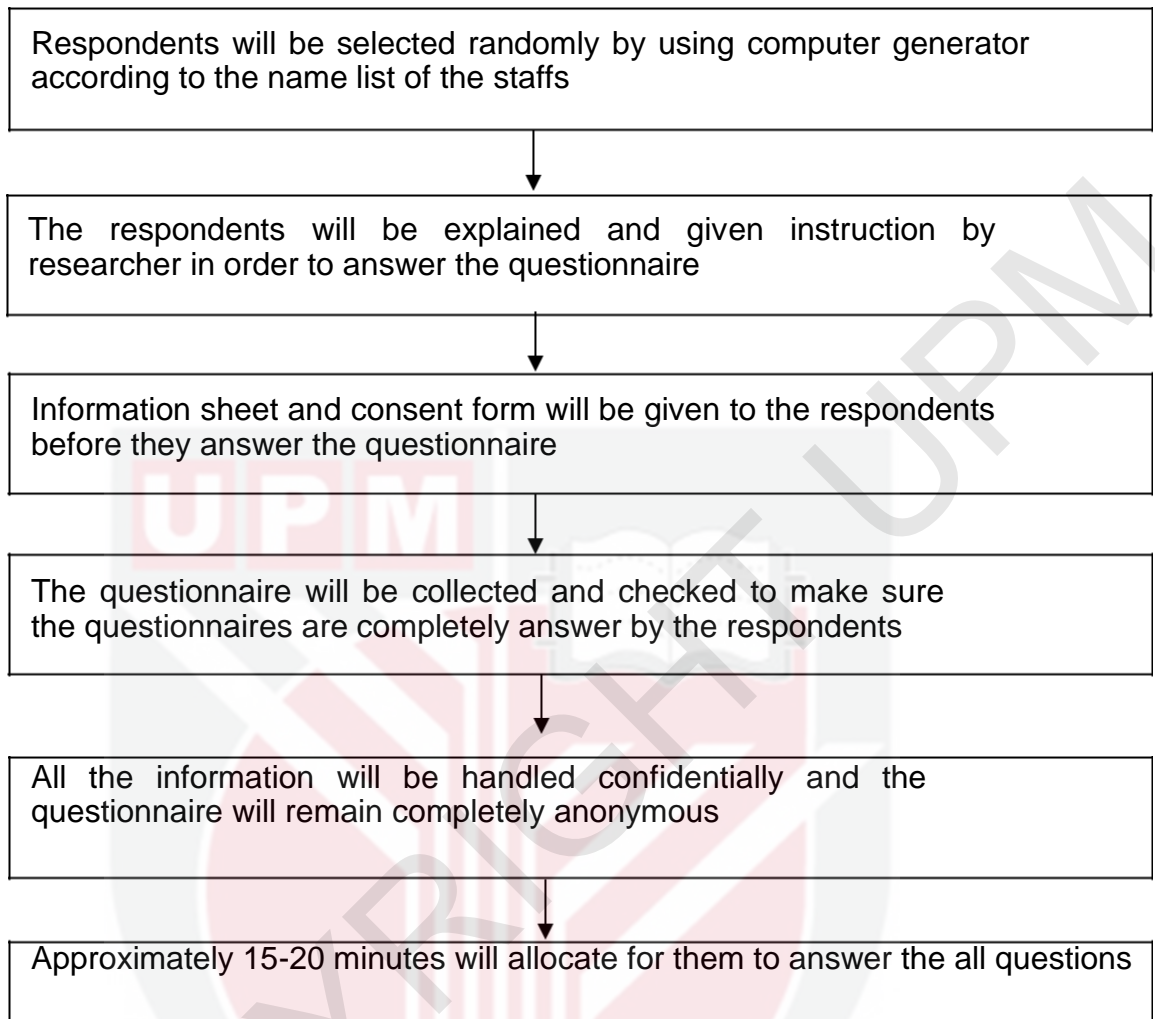 Respondents will be selected randomly by using computer generator
according to the name list of the staffs
The respondents will be explained and given instruction by
researcher in order to answer the questionnaire
Information sheet and consent form will be given to the respondents
before they answer the questionnaire
UPM
The questionnaire will be collected and checked to make sure
the questionnaires are completely answer by the respondents
All the information will be handled confidentially and the
questionnaire will remain completely anonymous
Approximately 15-20 minutes will allocate for them to answer the all questions
YRIGHT UPM